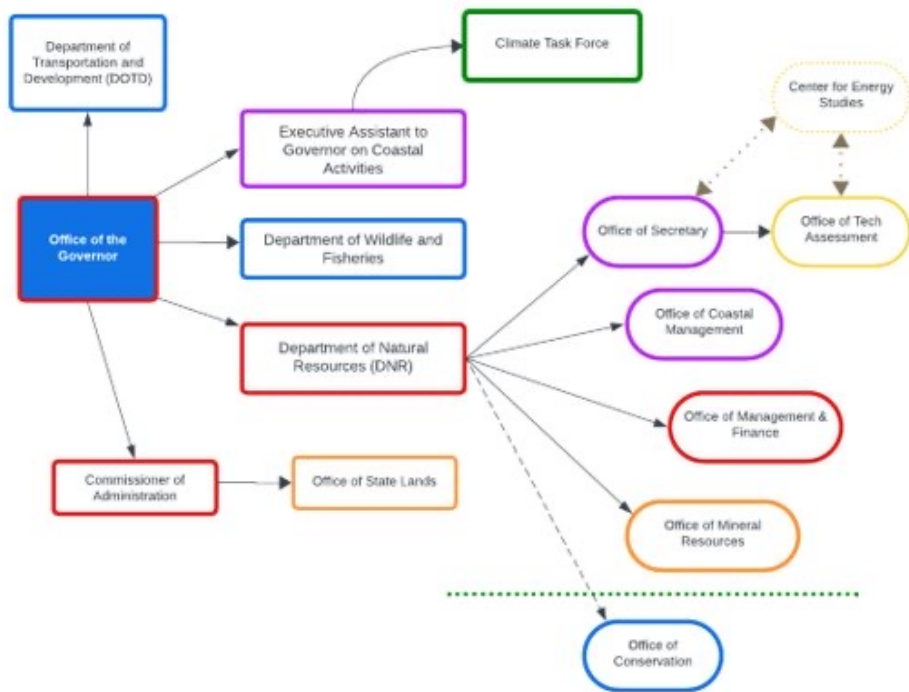 Department of
Transportation and
Development (DOTD)
Climate Task Force
Center for Energy
Studies
Executive Assistant to
Governor on Coastal
Activities
Office of the
Governor
Department of Wildlife and
Fisheries
Office of Secretary
Office of Tech
Assessment
Office of Coastal
Management
Department of Natural
Resources (DNR)
Office of Management &
Finance
Commissioner of
Administration
Office of State Lands
Office of Mineral
Resources
Office of
Conservation